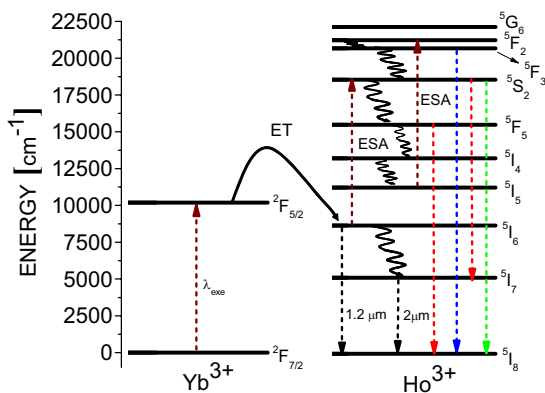 ENERGY [cm⁻¹]
22500
20000
17500
15000
12500
10000
7500
5000
2500
0
ET
²F₅/₂
λₑₓₑ
²F₇/₂
Yb³⁺
⁵G₆
⁵F₂
⁵F₃
⁵S₂
ESA
⁵F₅
ESA
⁵I₄
⁵I₅
⁵I₆
⁵I₇
1.2 μm
2μm
⁵I₈
Ho³⁺